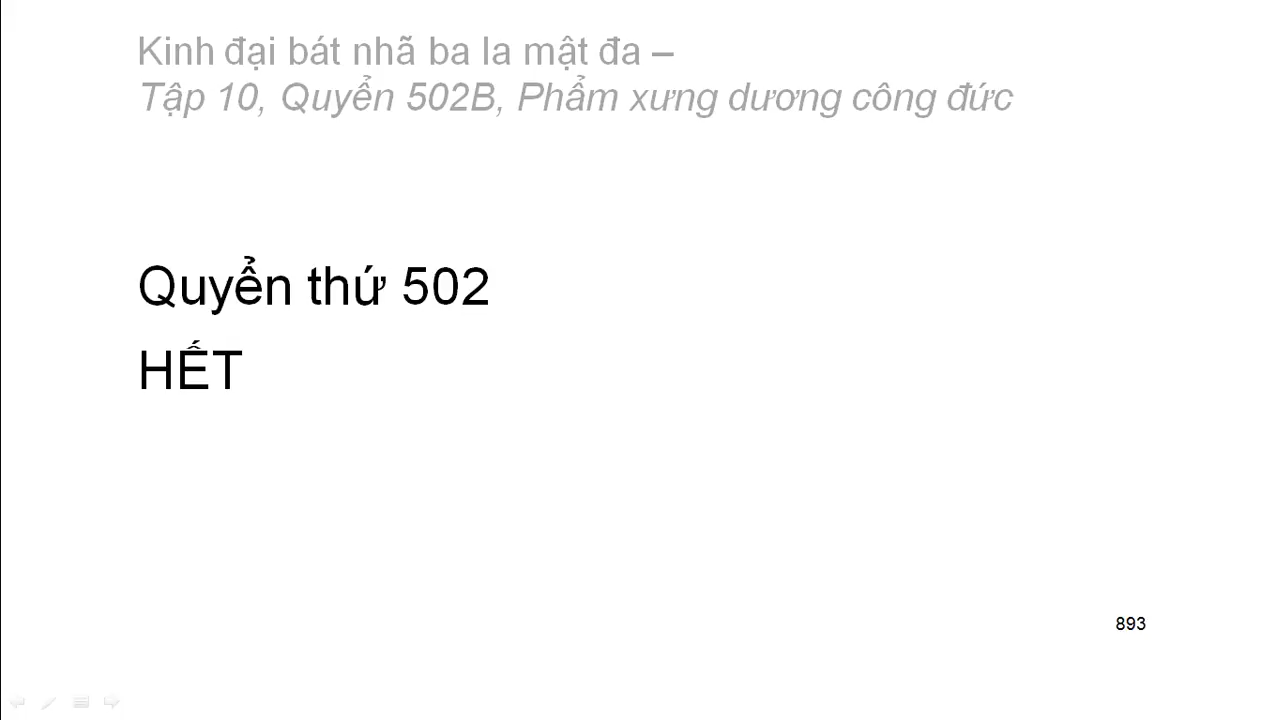 Kinh đại bát nhã ba la mật đa –
Tập 10, Quyển 502B, Phẩm xưng dương công đức
Quyển thứ 502
HẾT
893